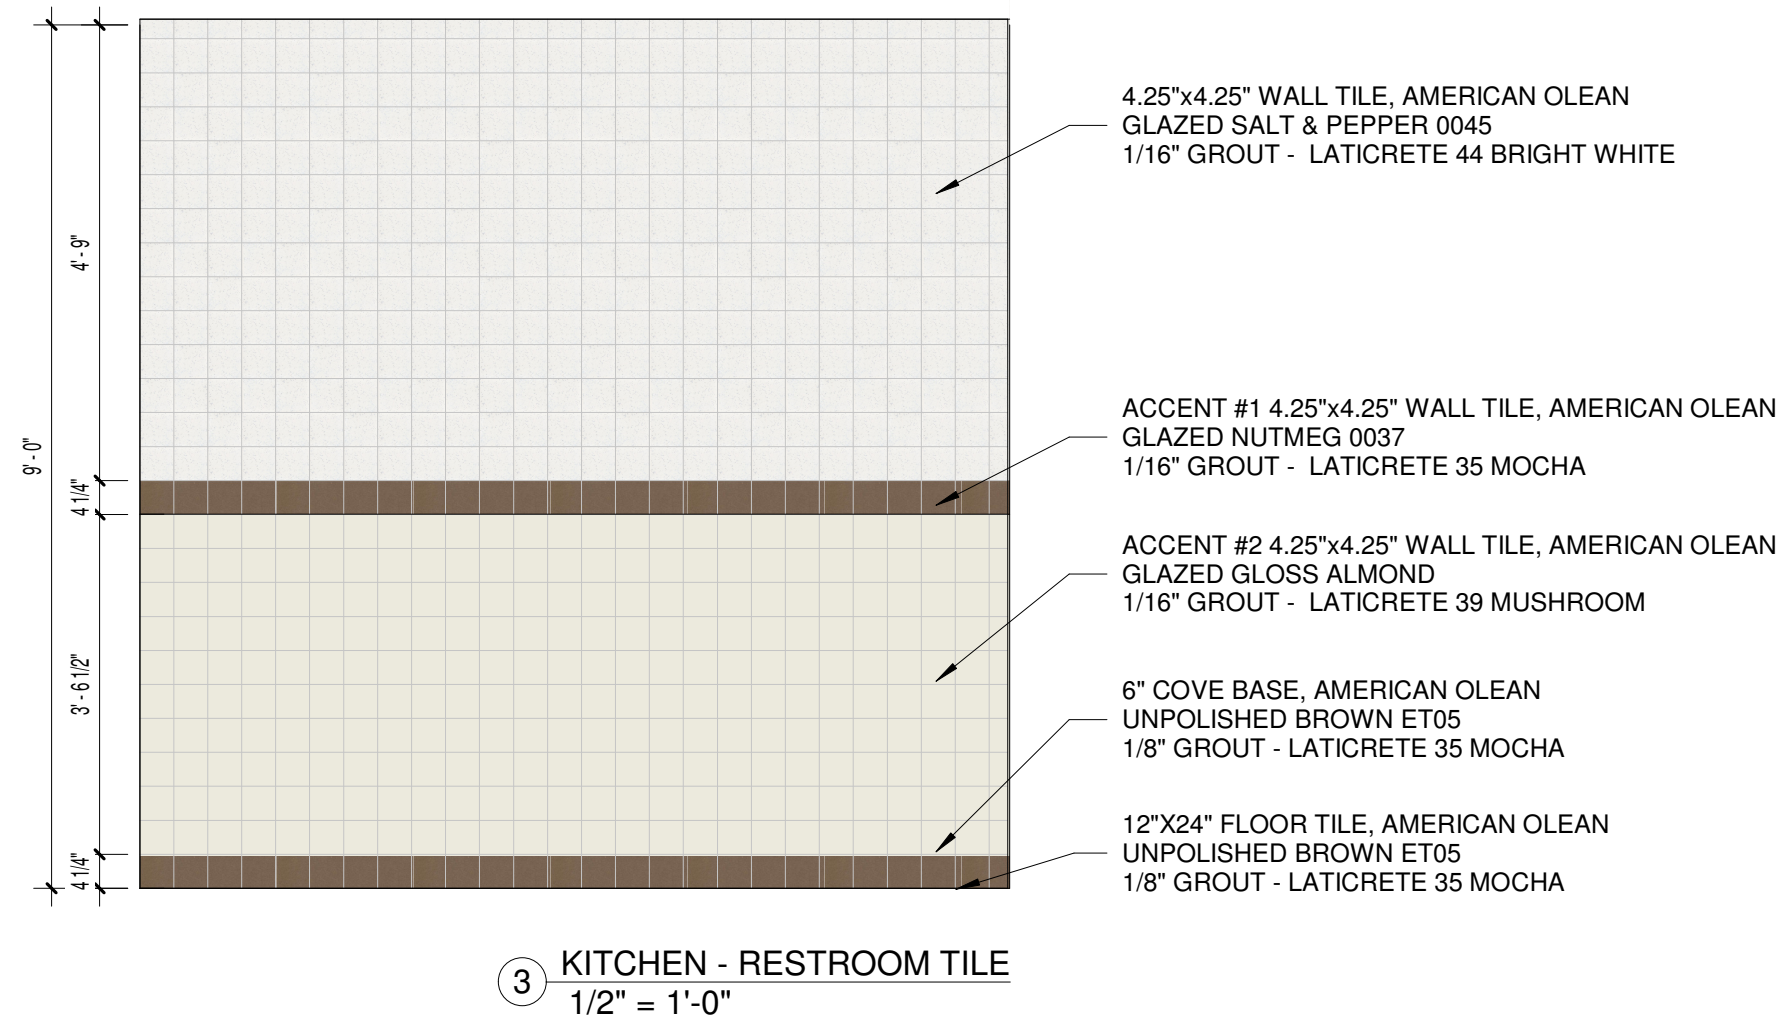 4.25"x4.25" WALL TILE, AMERICAN OLEAN
GLAZED SALT & PEPPER 0045
1/16" GROUT -  LATICRETE 44 BRIGHT WHITE
ACCENT #1 4.25"x4.25" WALL TILE, AMERICAN OLEAN
GLAZED NUTMEG 0037
1/16" GROUT -  LATICRETE 35 MOCHA
ACCENT #2 4.25"x4.25" WALL TILE, AMERICAN OLEAN
GLAZED GLOSS ALMOND
1/16" GROUT -  LATICRETE 39 MUSHROOM
6" COVE BASE, AMERICAN OLEAN
UNPOLISHED BROWN ET05
1/8" GROUT - LATICRETE 35 MOCHA
12"X24" FLOOR TILE, AMERICAN OLEAN
UNPOLISHED BROWN ET05
1/8" GROUT - LATICRETE 35 MOCHA
9' - 0"
4' - 9"
4 1/4"
3' - 6 1/2"
4 1/4"
3
KITCHEN - RESTROOM TILE
1/2" = 1'-0"